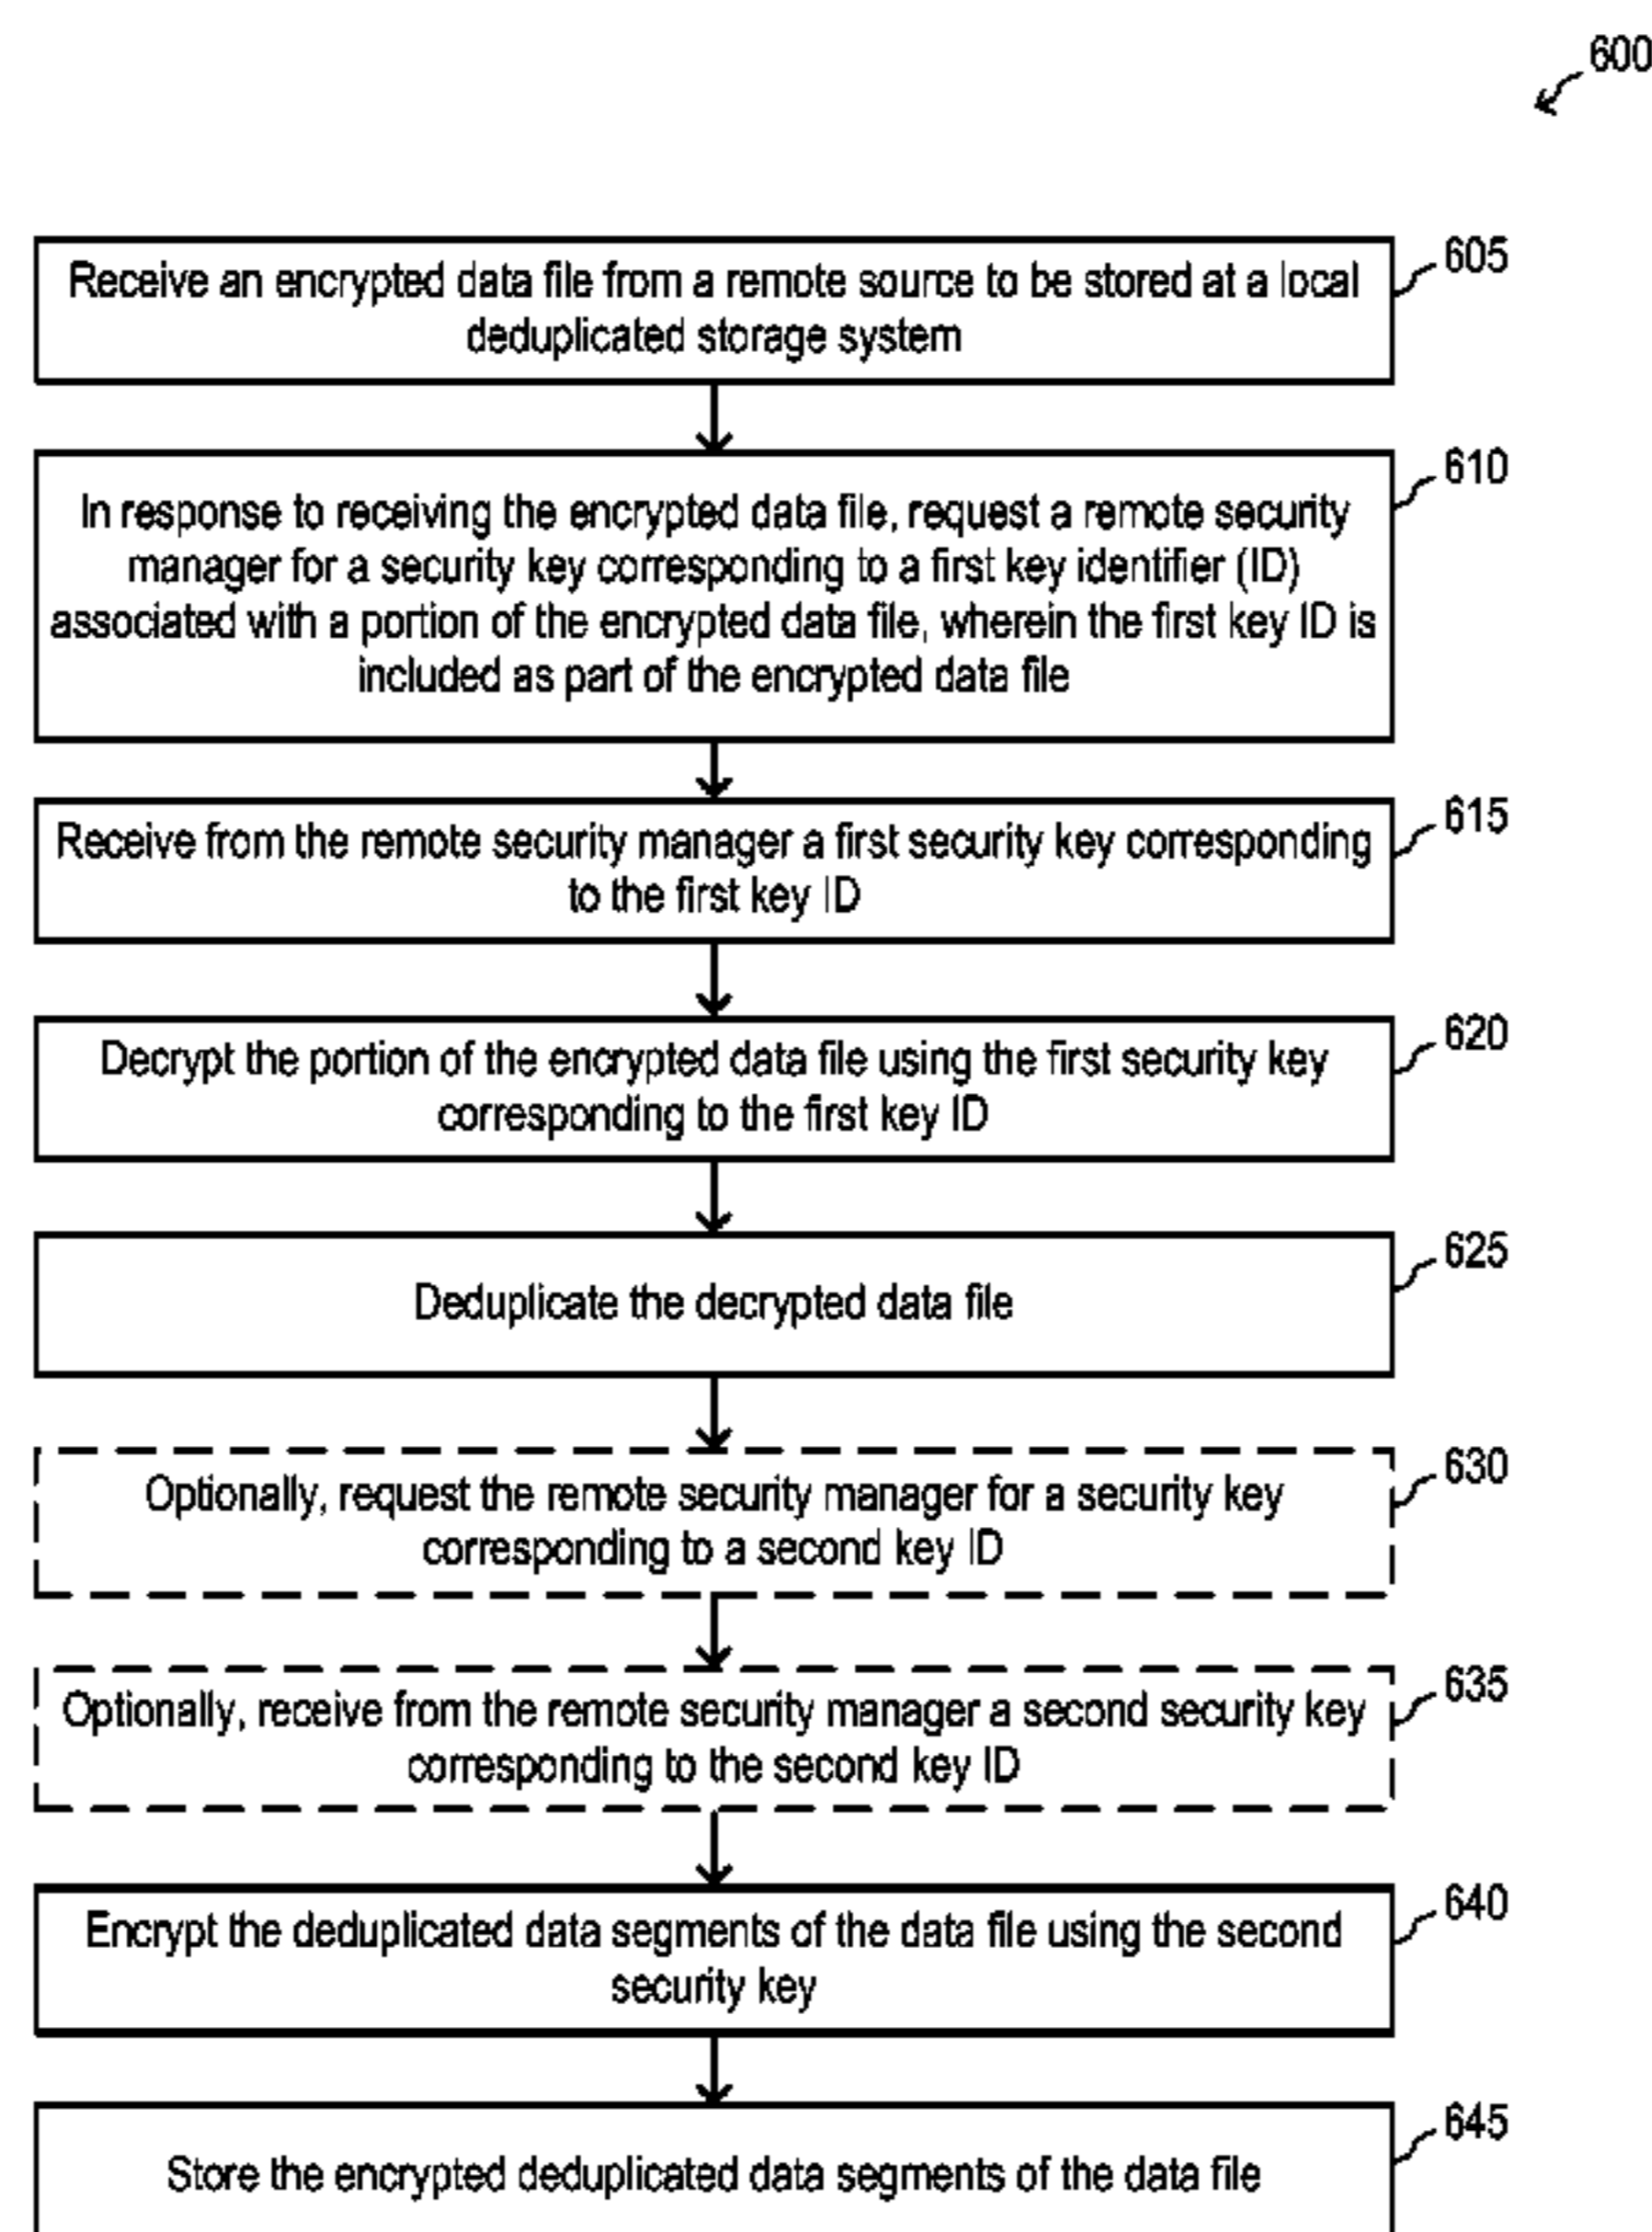 600
Receive an encrypted data file from a remote source to be stored at a local
deduplicated storage system
605
In response to receiving the encrypted data file, request a remote security
manager for a security key corresponding to a first key identifier (ID)
associated with a portion of the encrypted data file, wherein the first key ID is
included as part of the encrypted data file
610
Receive from the remote security manager a first security key corresponding
to the first key ID
615
Decrypt the portion of the encrypted data file using the first security key
corresponding to the first key ID
620
Deduplicate the decrypted data file
625
Optionally, request the remote security manager for a security key
corresponding to a second key ID
630
Optionally, receive from the remote security manager a second security key
corresponding to the second key ID
635
Encrypt the deduplicated data segments of the data file using the second
security key
640
Store the encrypted deduplicated data segments of the data file
645